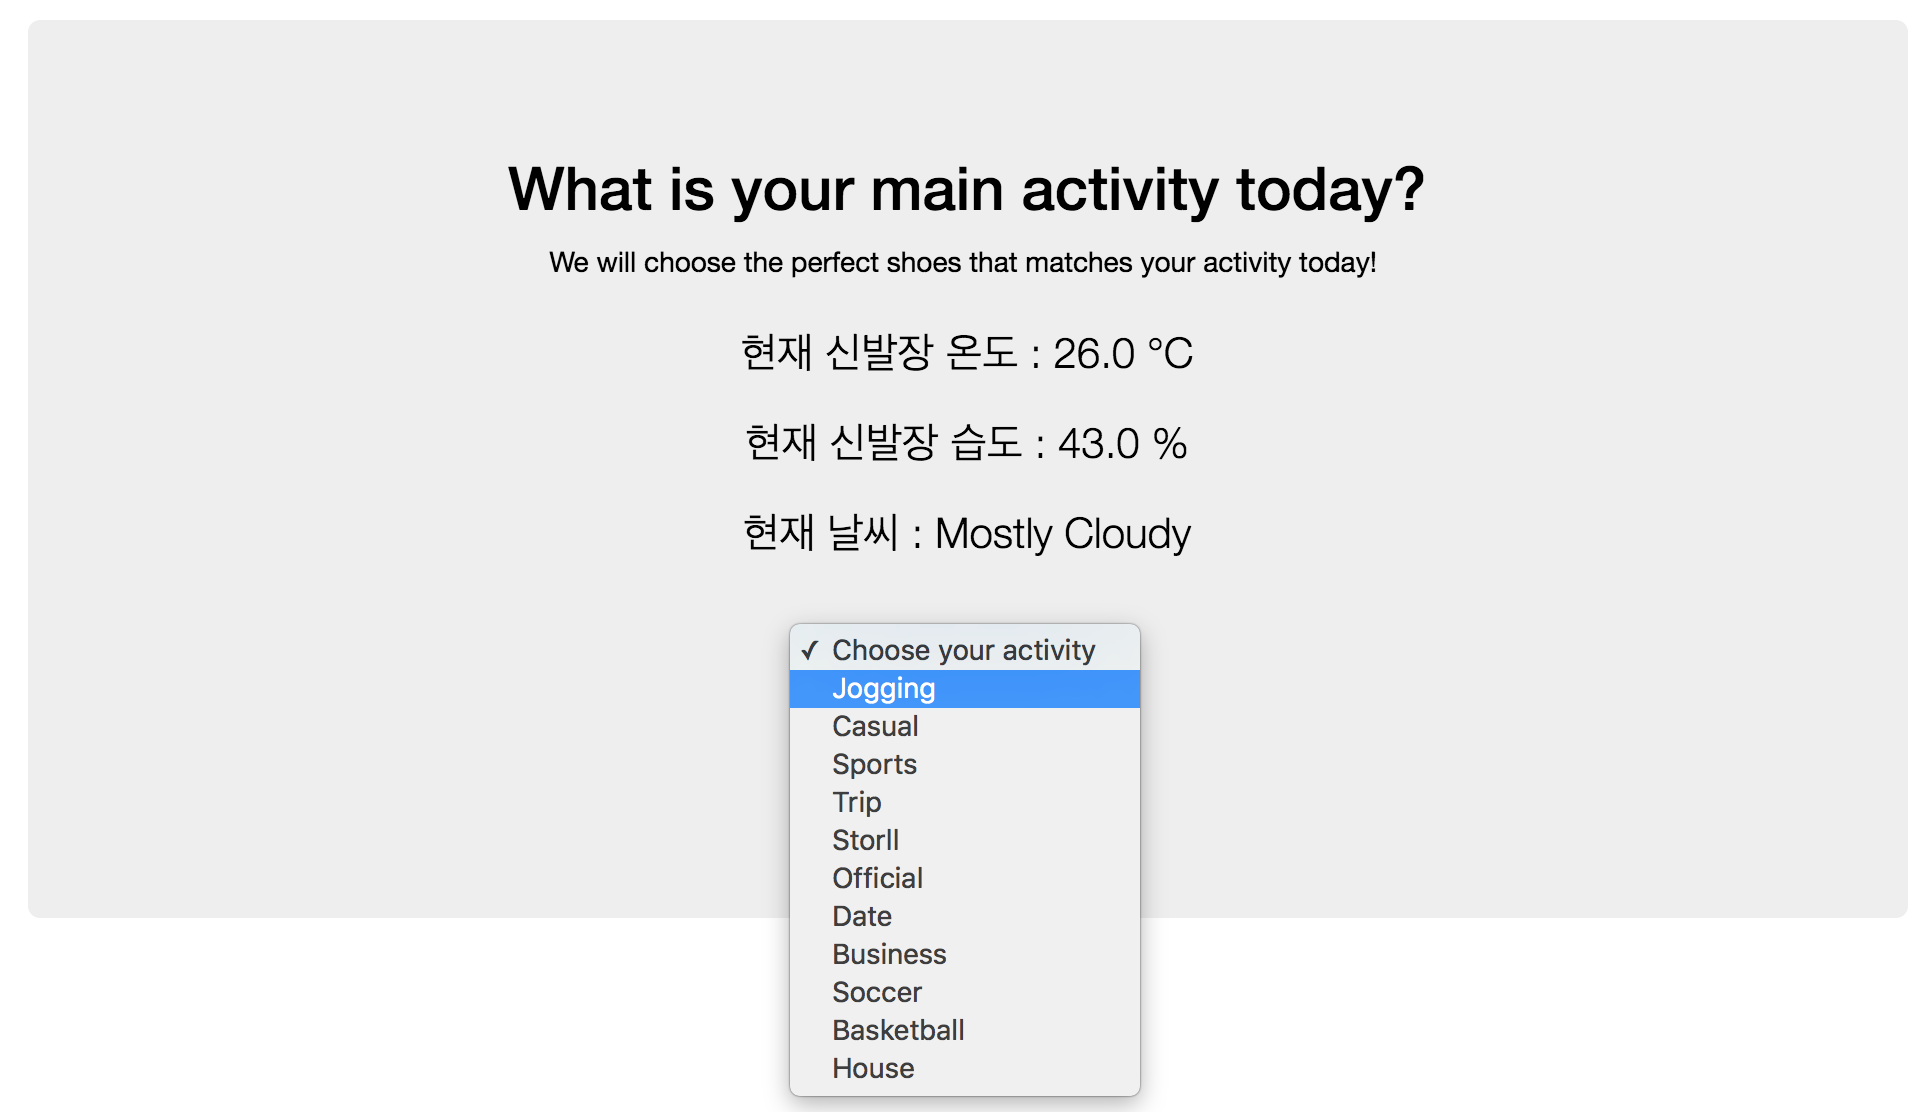 What is your main activity today?
We will choose the perfect shoes that matches your activity today!
현재 신발장 온도 : 26.0 °C
현재 신발장 습도 : 43.0 %
현재 날씨 : Mostly Cloudy
✓ Choose your activity
Jogging
Casual
Sports
Trip
Storll
Official
Date
Business
Soccer
Basketball
House